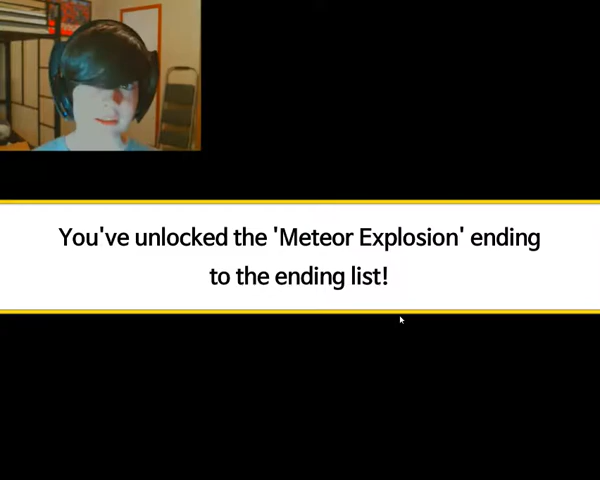 You've unlocked the 'Meteor Explosion' ending
to the ending list!